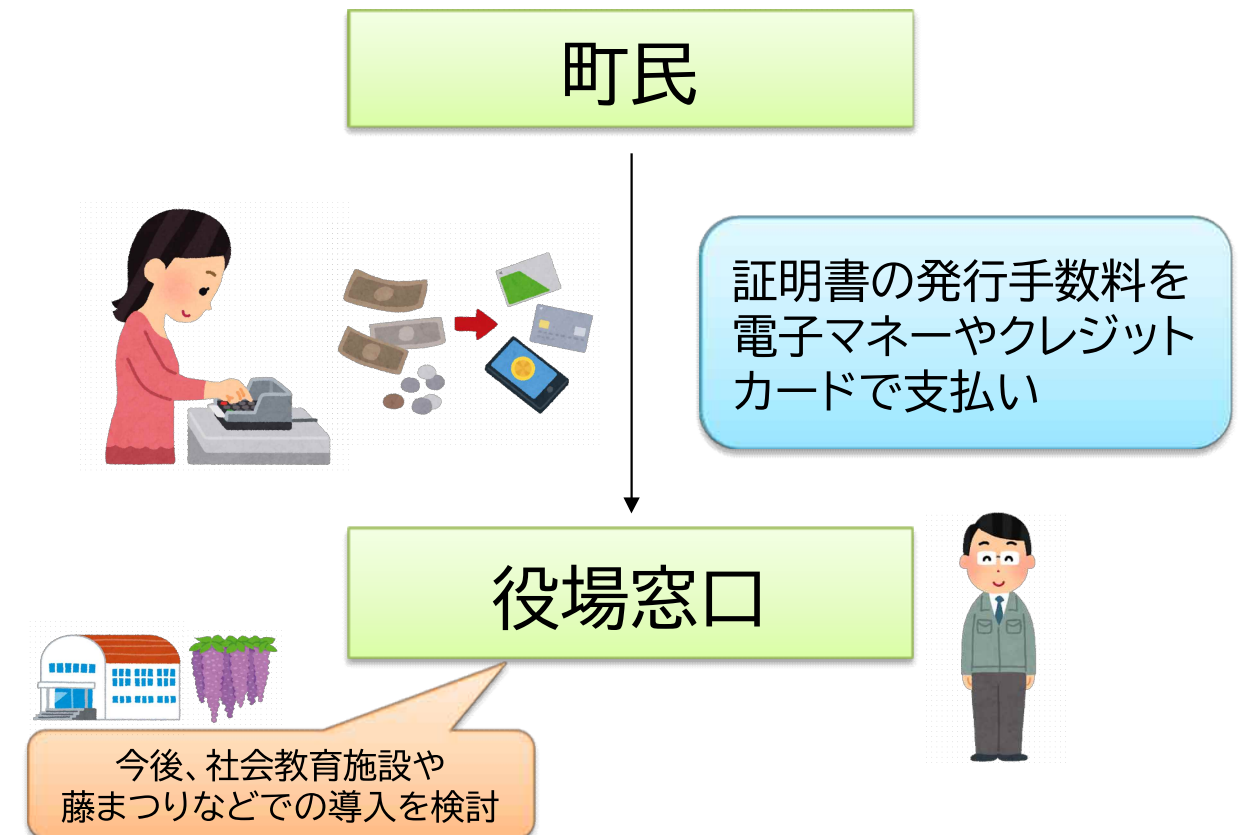 町民
証明書の発行手数料を
電子マネーやクレジット
カードで支払い
役場窓口
今後、社会教育施設や
藤まつりなどでの導入を検討